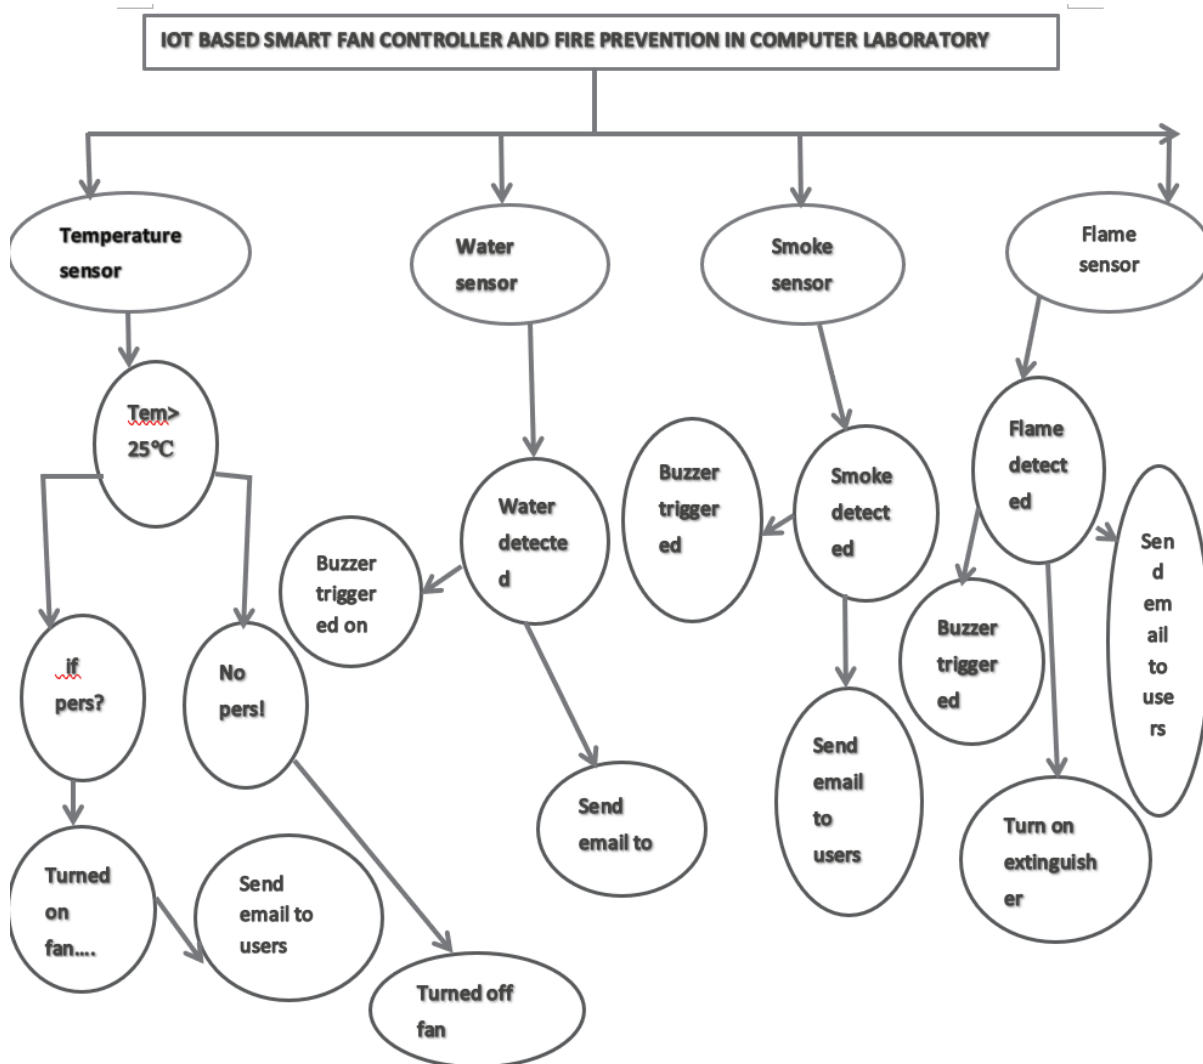 IOT BASED SMART FAN CONTROLLER AND FIRE PREVENTION IN COMPUTER LABORATORY
Temperature
sensor
Water
sensor
Smoke
sensor
Flame
sensor
Tem>
25℃
Buzzer
trigger
ed
Smoke
detect
ed
Flame
detect
ed
Water
detecte
d
Buzzer
trigger
ed on
Sen
d
em
ail
to
use
rs
Buzzer
trigger
ed
if
pers?
No
pers!
Send
email
to
users
Send
email to
Turn on
extinguish
er
Turned
on
fan....
Send
email to
users
Turned off
fan